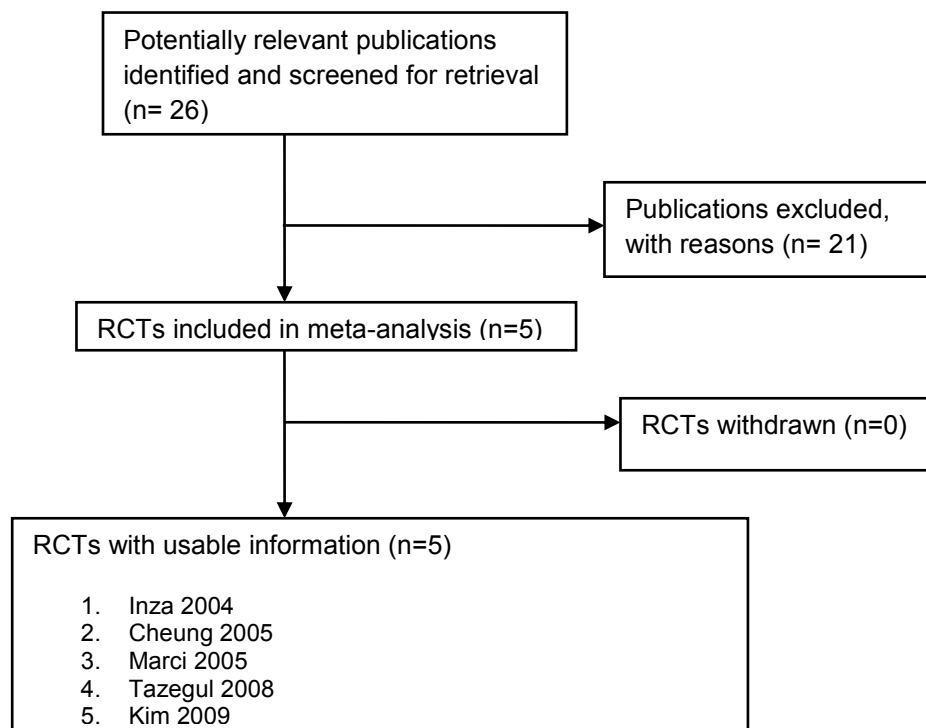 Potentially relevant publications
identified and screened for retrieval
(n= 26)
Publications excluded,
with reasons (n= 21)
RCTs included in meta-analysis (n=5)
RCTs withdrawn (n=0)
RCTs with usable information (n=5)
1. Inza 2004
2. Cheung 2005
3. Marci 2005
4. Tazegul 2008
5. Kim 2009